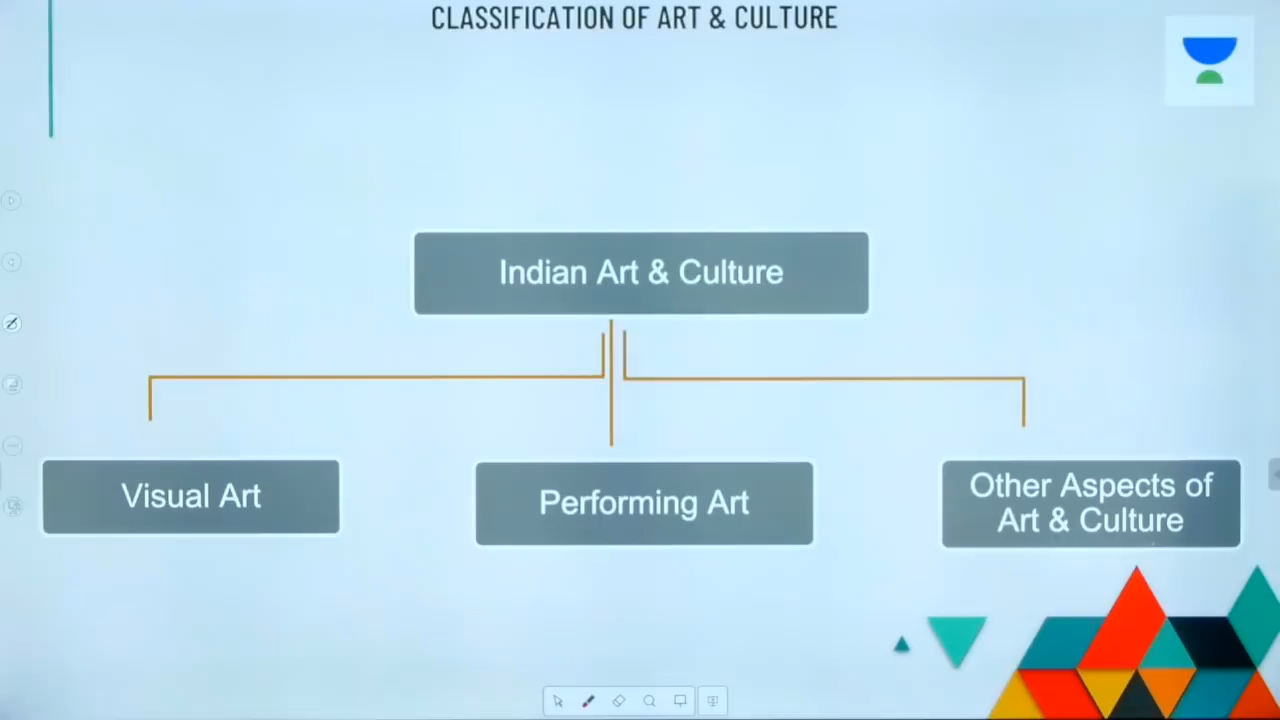 CLASSIFICATION OF ART & CULTURE
Indian Art & Culture
Visual Art
Performing Art
Other Aspects of
Art & Culture